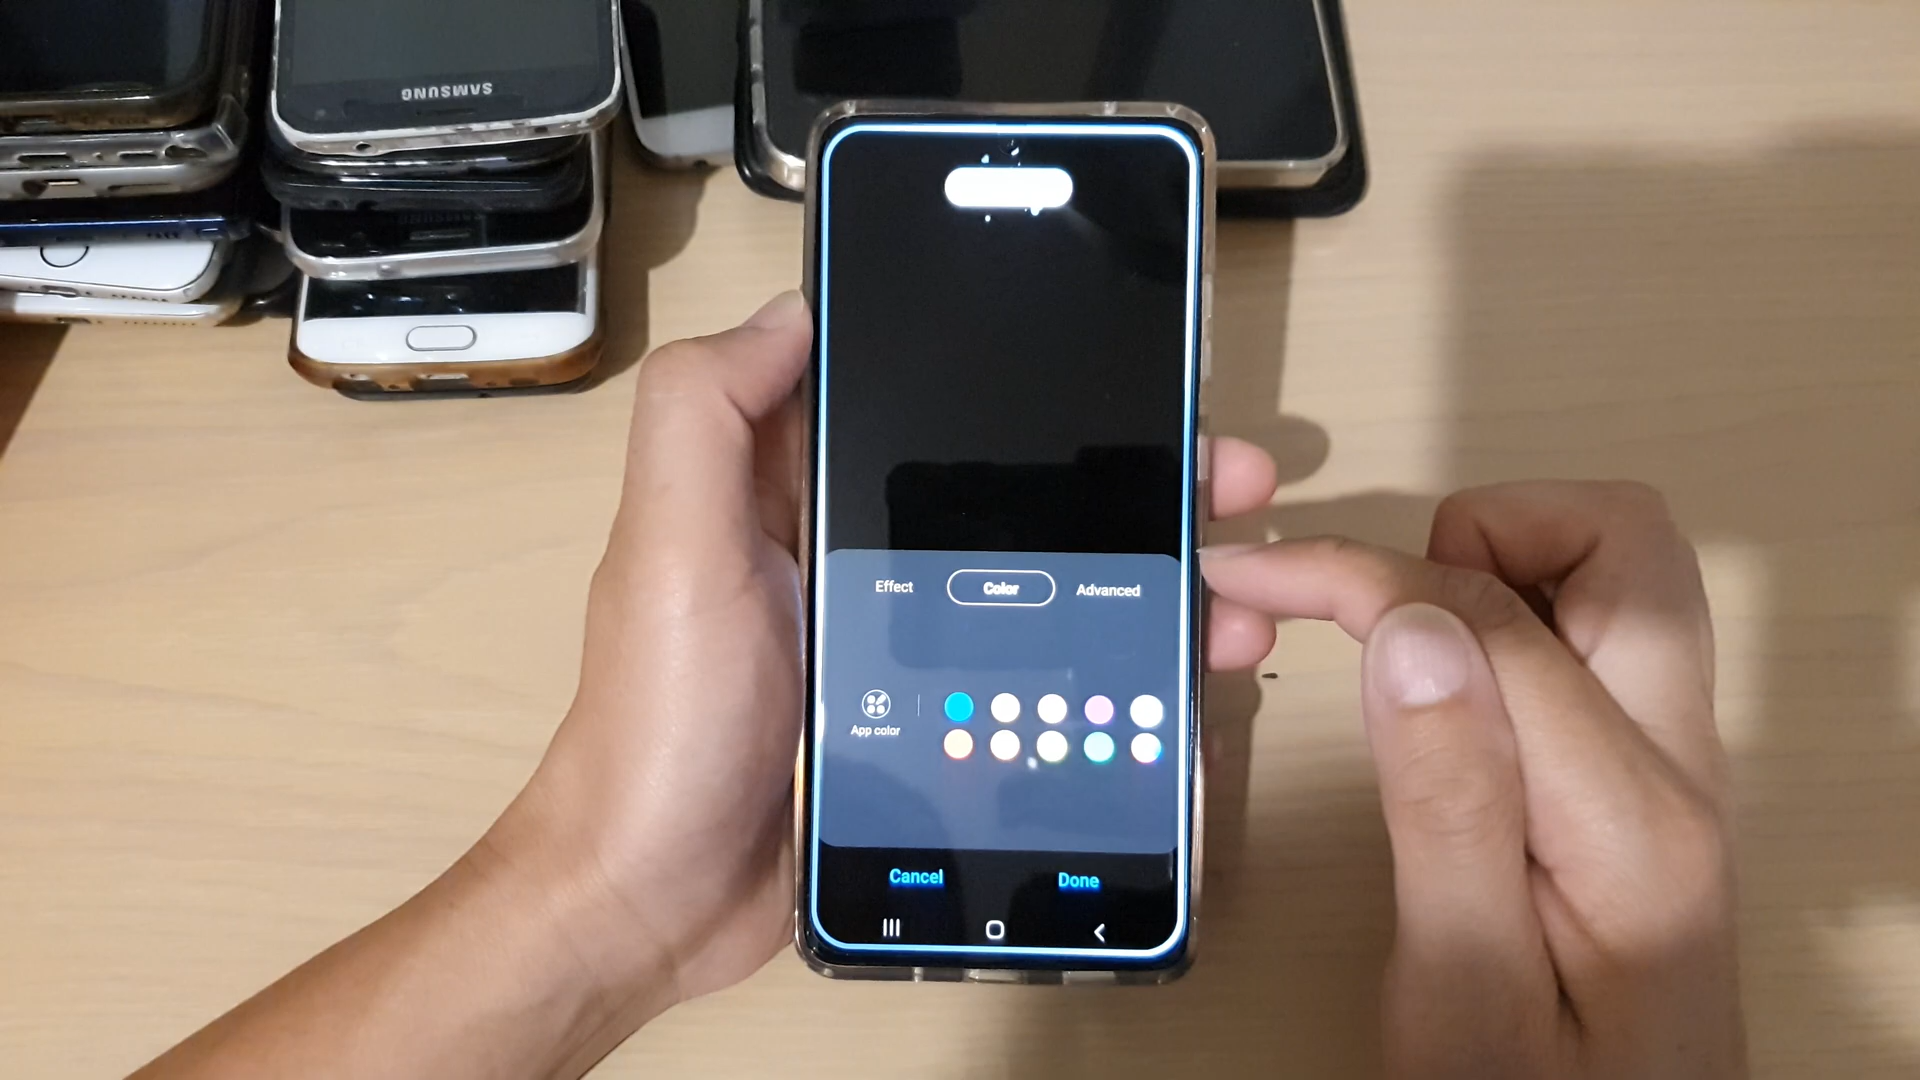 SAMSUNG
Effect
Color
Advanced
App color
Cancel
Done